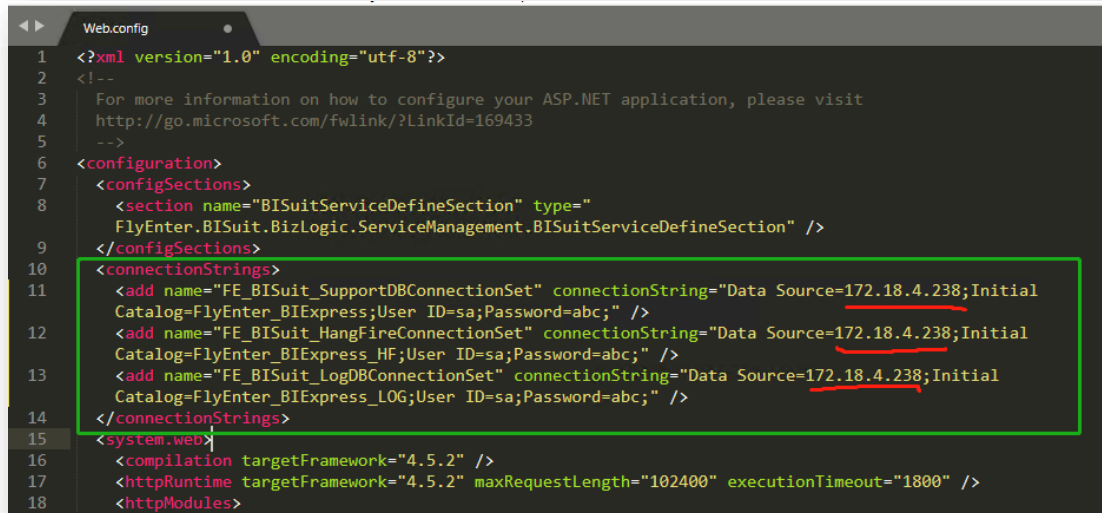 Web.config
1 <?xml version="1.0" encoding="utf-8"?>
2 <!--
3 For more information on how to configure your ASP.NET application, please visit
4 http://go.microsoft.com/fwlink/?LinkId=169433
5 -->
6 <configuration>
7 <configSections>
8 <section name="BISuitServiceDefineSection" type="
FlyEnter.BISuit.BizLogic.ServiceManagement.BISuitServiceDefineSection" />
9 </configSections>
10 <connectionStrings>
11 <add name="FE_BISuit_SupportDBConnectionSet" connectionString="Data Source=172.18.4.238;Initial
Catalog=FlyEnter_BIExpress;User ID=sa;Password=abc;" />
12 <add name="FE_BISuit_HangFireConnectionSet" connectionString="Data Source=172.18.4.238;Initial
Catalog=FlyEnter_BIExpress_HF;User ID=sa;Password=abc;" />
13 <add name="FE_BISuit_LogDBConnectionSet" connectionString="Data Source=172.18.4.238;Initial
Catalog=FlyEnter_BIExpress_LOG;User ID=sa;Password=abc;" />
14 </connectionStrings>
15 <system.web>
16 <compilation targetFramework="4.5.2" />
17 <httpRuntime targetFramework="4.5.2" maxRequestLength="102400" executionTimeout="1800" />
18 <httpModules>